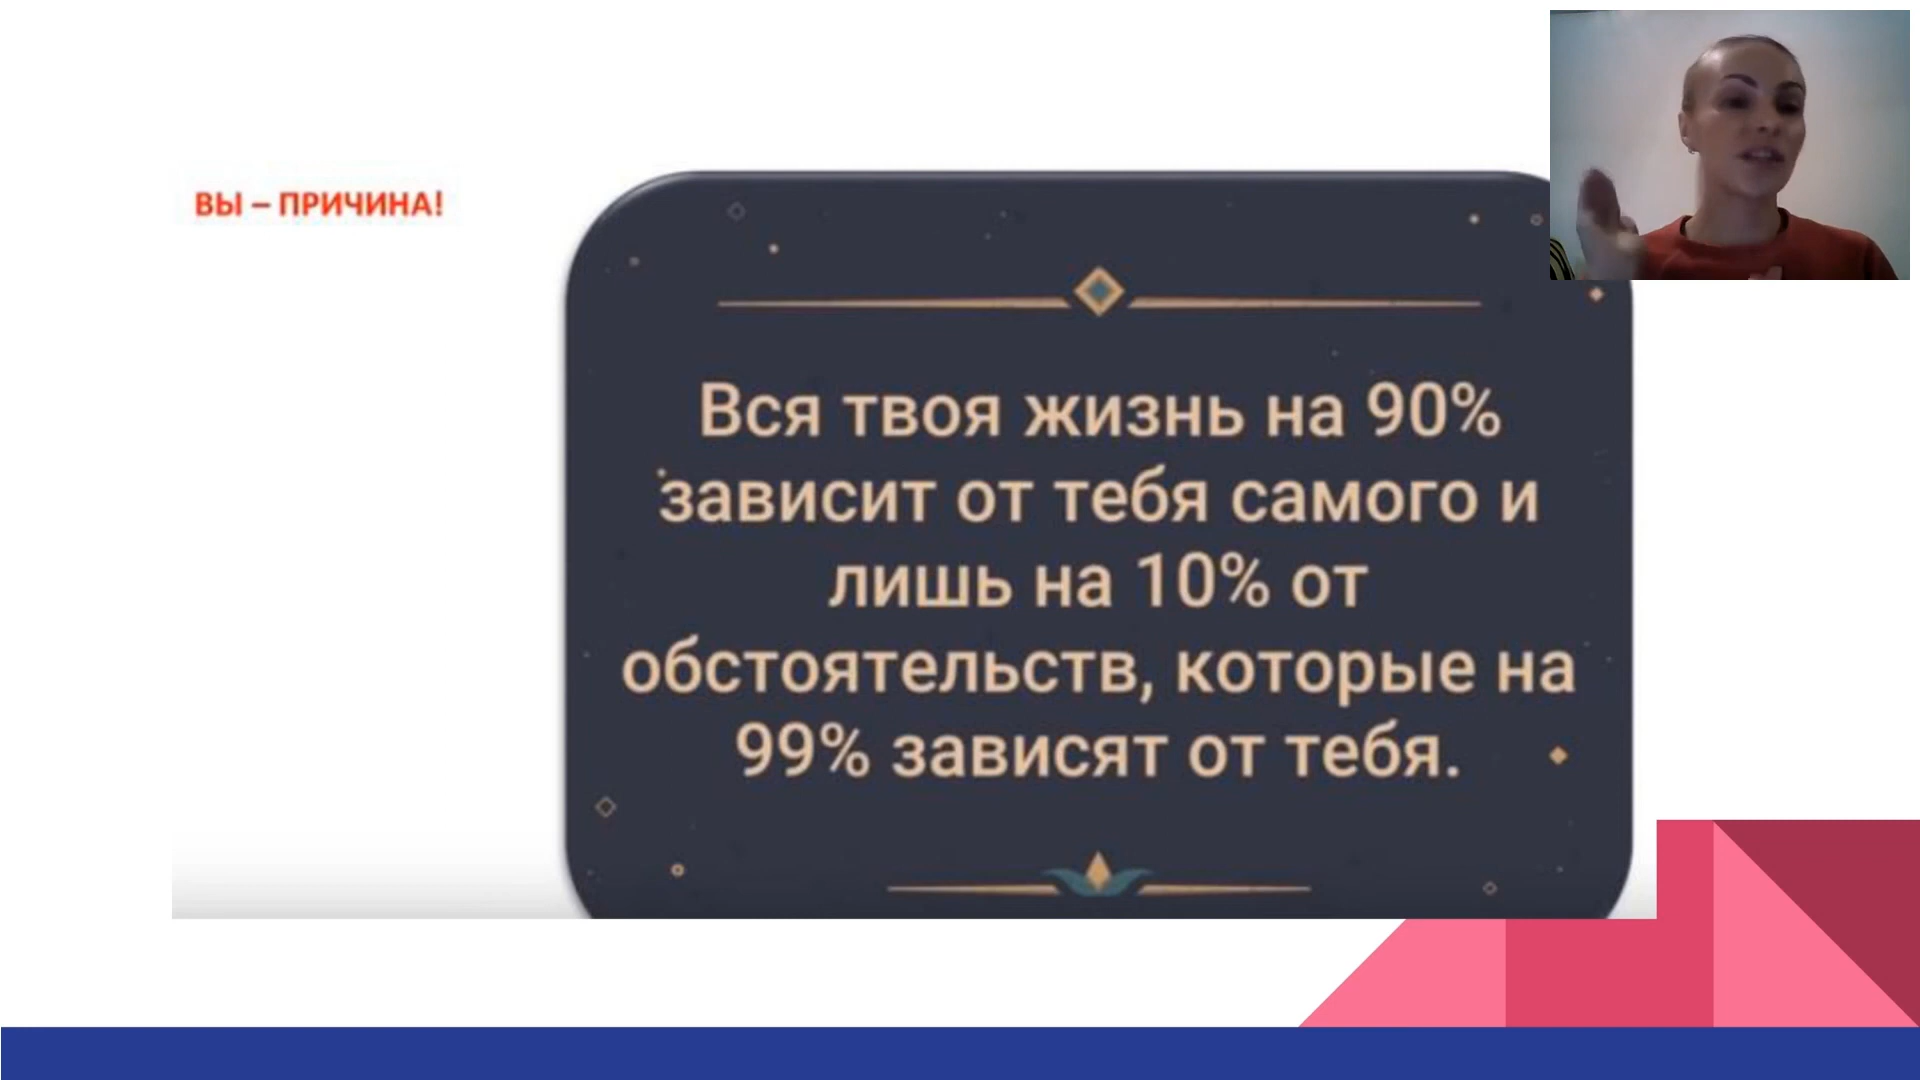 ВЫ – ПРИЧИНА!
Вся твоя жизнь на 90%
зависит от тебя самого и
лишь на 10% от
обстоятельств, которые на
99% зависят от тебя.